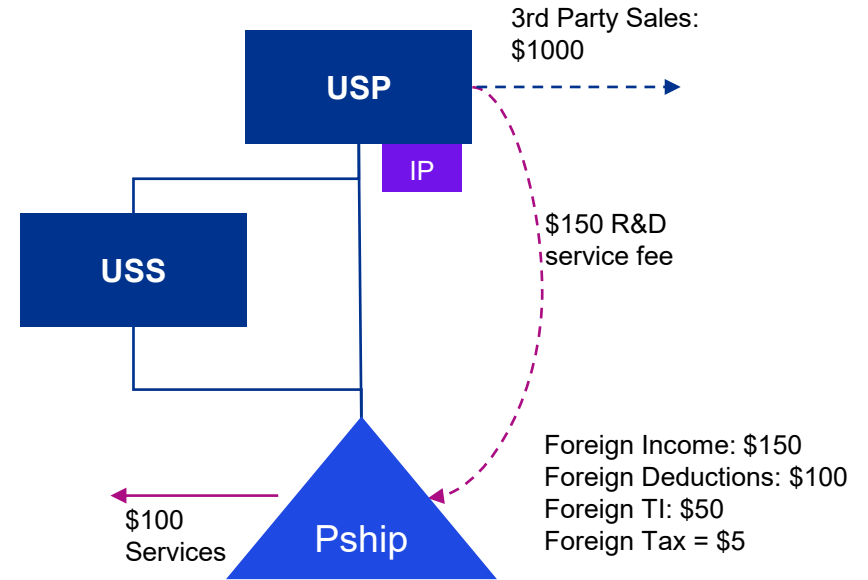 3rd Party Sales:
$1000
USP
IP
$150 R&D
service fee
USS
Foreign Income: $150
Foreign Deductions: $100
Foreign TI: $50
Foreign Tax = $5
$100
Services
Pship